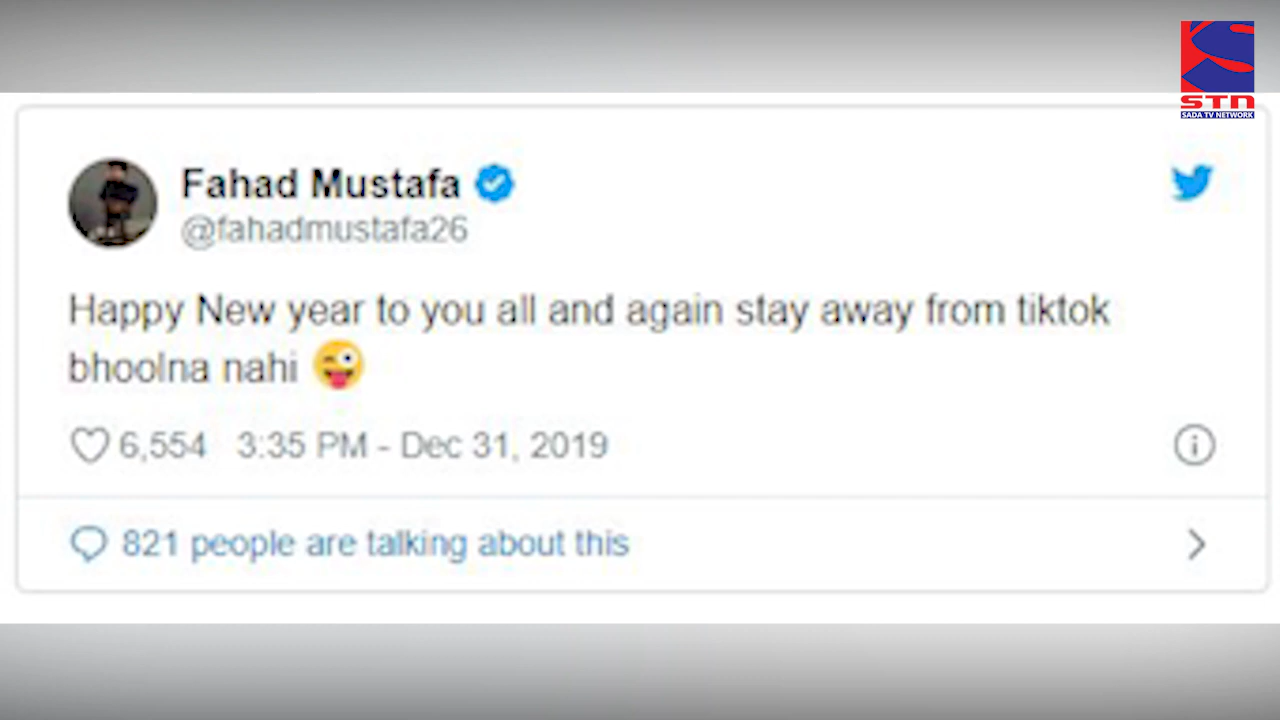 STN
SADA TV NETWORK
Fahad Mustafa
@fahadmustafa26
Happy New year to you all and again stay away from tiktok
bhoolna nahi 😜
6,554 3:35 PM - Dec 31, 2019
821 people are talking about this